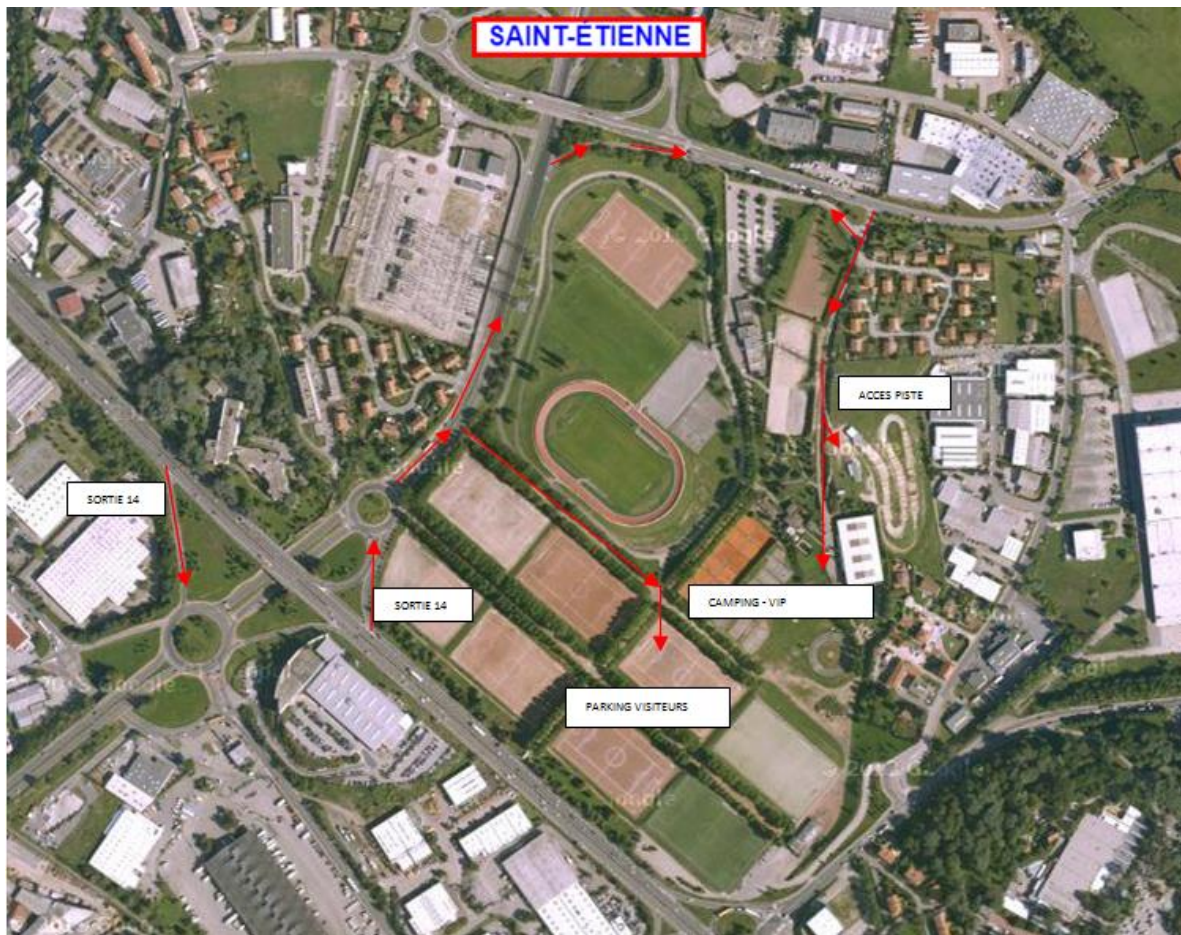 SAINT-ÉTIENNE
ACCES PISTE
SORTIE 14
SORTIE 14
CAMPING - VIP
PARKING VISITEURS